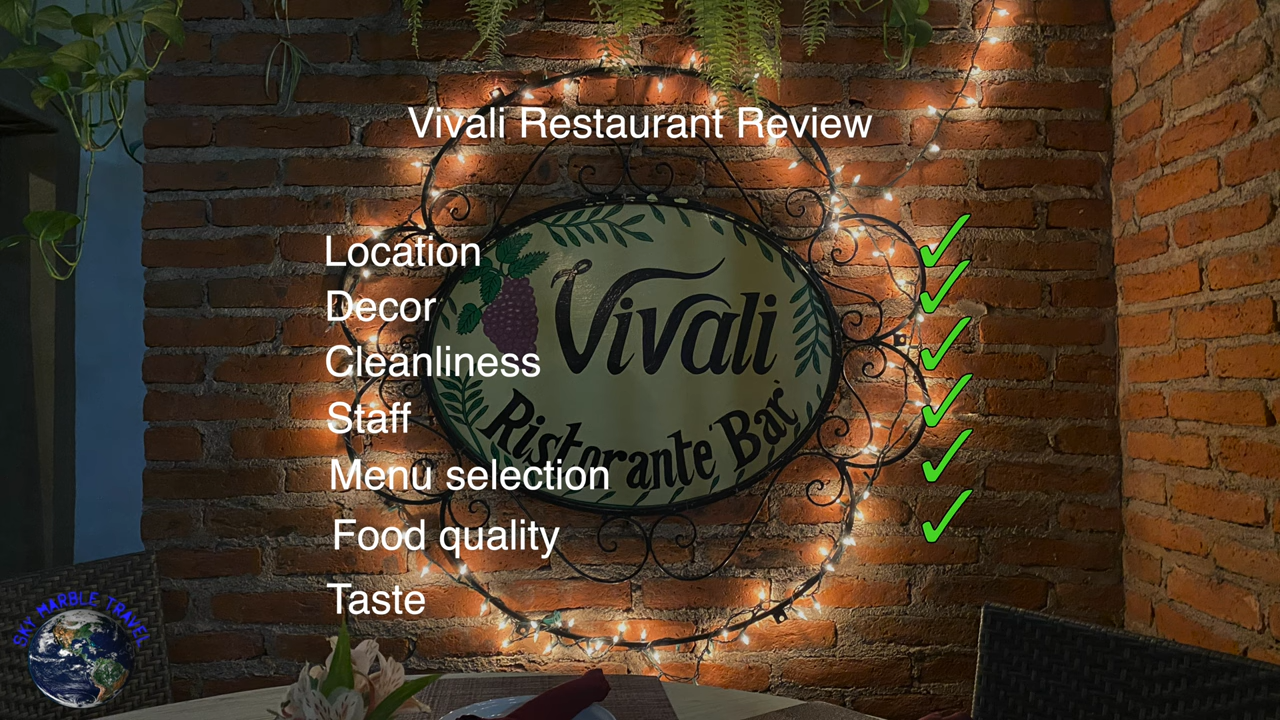 Vivali Restaurant Review
Location
Decor
Cleanliness
Staff
Menu selection
Food quality
Taste
Vivali
Ristorante Bar
SKY MARBLE TRAVEL